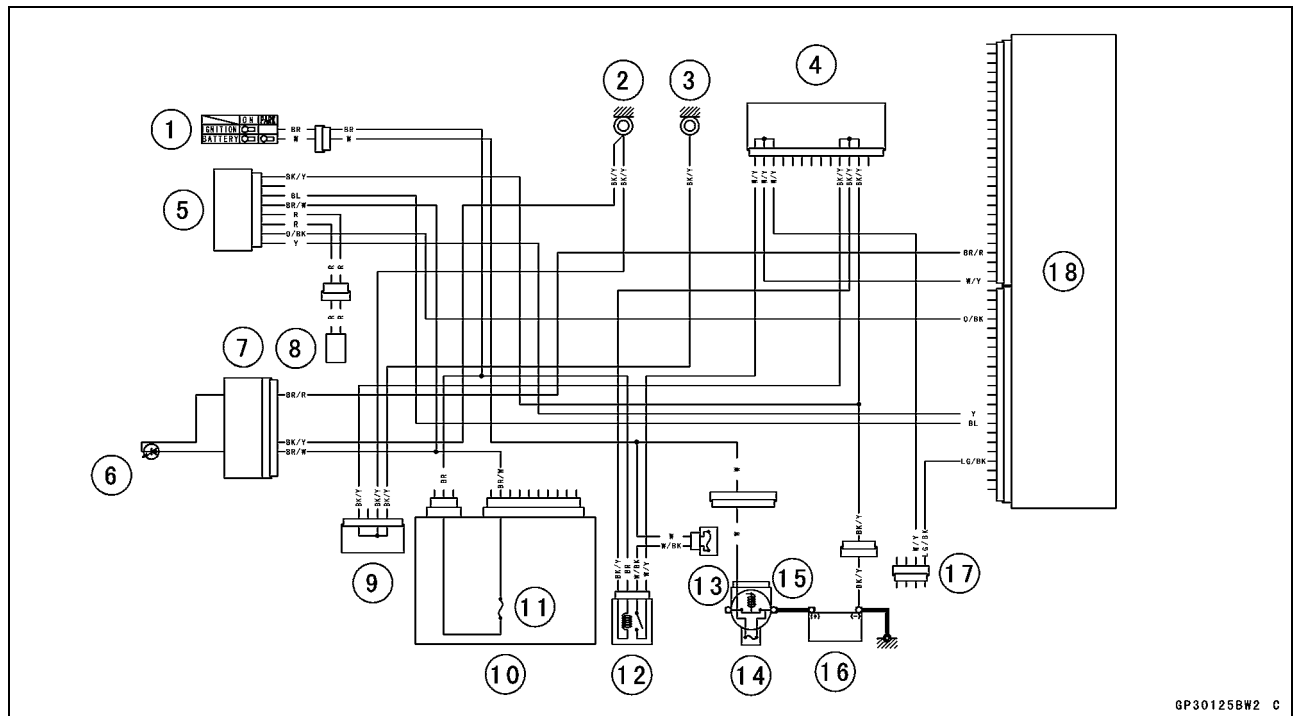 2
3
4
1
ON PARK
IGNITION
BATTERY
BR BR
W W
5
BK/Y
BL
BR/W
R
R
O/BK
Y
R R
R R
BK/Y BK/Y
BK/Y
W/Y W/Y W/Y
BK/Y BK/Y BK/Y
18
BR/R
W/Y
O/BK
Y
BL
LG/BK
7
8
6
BR/R
BK/Y
BR/W
BK/Y BK/Y BK/Y
BR
BR/W
9
11
10
W
W/BK
BK/Y BR W/BK W/Y
12
13
W
W
15
14
BK/Y
BK/Y
(+) (-)
16
W/Y LG/BK
17
GP30125BW2 C